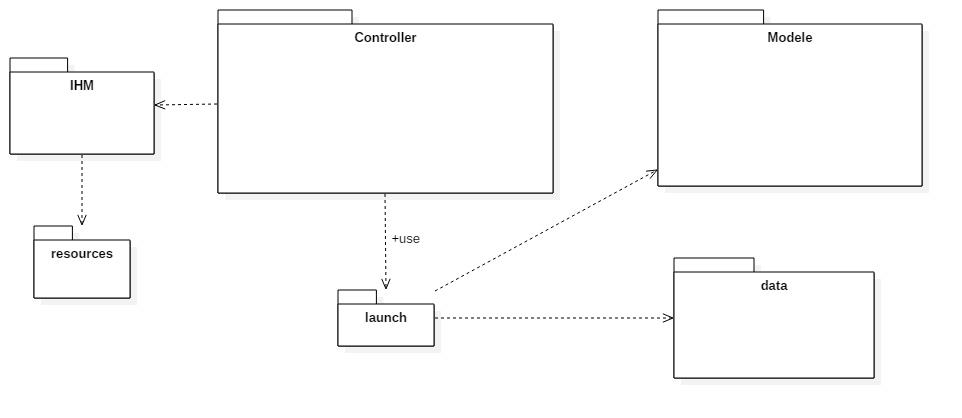 Controller
Modele
IHM
+use
resources
data
launch